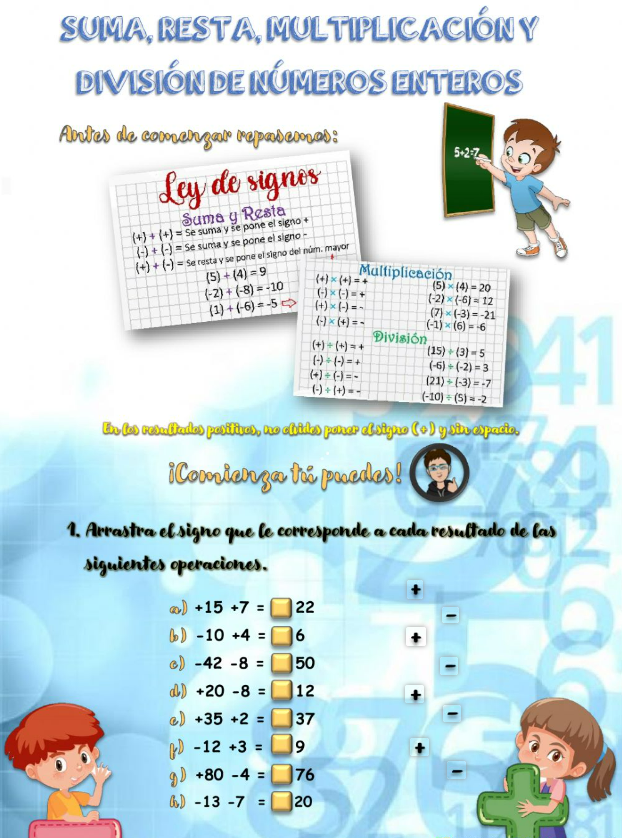 SUMA, RESTA, MULTIPLICACIÓN Y
DIVISIÓN DE NÚMEROS ENTEROS
Antes de comenzar repasemos:
5+2=7
Ley de signos
Suma y Resta
(+) + (+) = Se suma y se pone el signo +
(-) + (-) = Se suma y se pone el signo -
(+) + (-) = Se resta y se pone el signo del núm. mayor
(5) + (4) = 9
(-2) + (-8) = -10
(1) + (-6) = -5
Multiplicación
(+) × (+) = +
(-) × (-) = +
(+) × (-) = -
(-) × (+) = -
(5) × (4) = 20
(-2) × (-6) = 12
(7) × (-3) = -21
(-1) × (6) = -6
División
(+) ÷ (+) = +
(-) ÷ (-) = +
(+) ÷ (-) = -
(-) ÷ (+) = -
(15) ÷ (3) = 5
(-6) ÷ (-2) = 3
(21) ÷ (-3) = -7
(-10) ÷ (5) = -2
En los resultados positivos, no olvides poner el signo (+) y sin espacio.
¡Comienza tú puedes!
1. Arrastra el signo que le corresponde a cada resultado de las
siguientes operaciones.
a) +15 +7 = 22
b) -10 +4 = 6
c) -42 -8 = 50
d) +20 -8 = 12
e) +35 +2 = 37
f) -12 +3 = 9
g) +80 -4 = 76
h) -13 -7 = 20
+
-
+
-
+
-
+
-